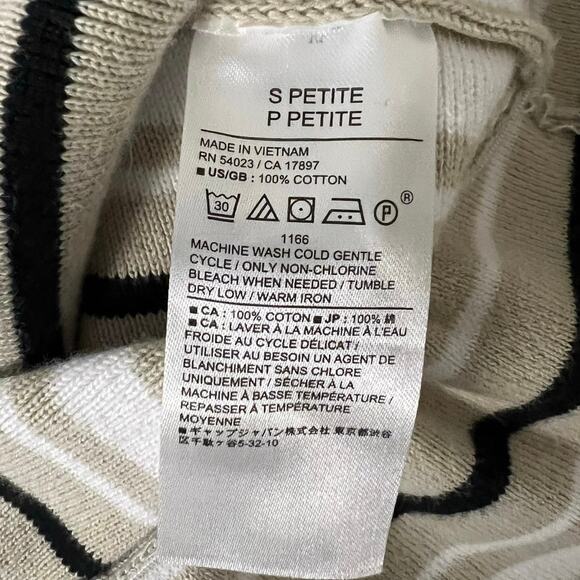 S PETITE
P PETITE
MADE IN VIETNAM
RN 54023 / CA 17897
■ US/GB : 100% COTTON
30 P ®
1166
MACHINE WASH COLD GENTLE
CYCLE / ONLY NON-CHLORINE
BLEACH WHEN NEEDED / TUMBLE
DRY LOW / WARM IRON
■ CA : 100% COTTON ■ JP : 100% 綿
■ CA : LAVER À LA MACHINE À L'EAU
FROIDE AU CYCLE DÉLICAT /
UTILISER AU BESOIN UN AGENT DE
BLANCHIMENT SANS CHLORE
UNIQUEMENT / SÉCHER À LA
MACHINE À BASSE TEMPÉRATURE /
REPASSER À TEMPÉRATURE
MOYENNE
■ ギャップジャパン株式会社 東京都渋谷
区千駄ヶ谷5-32-10